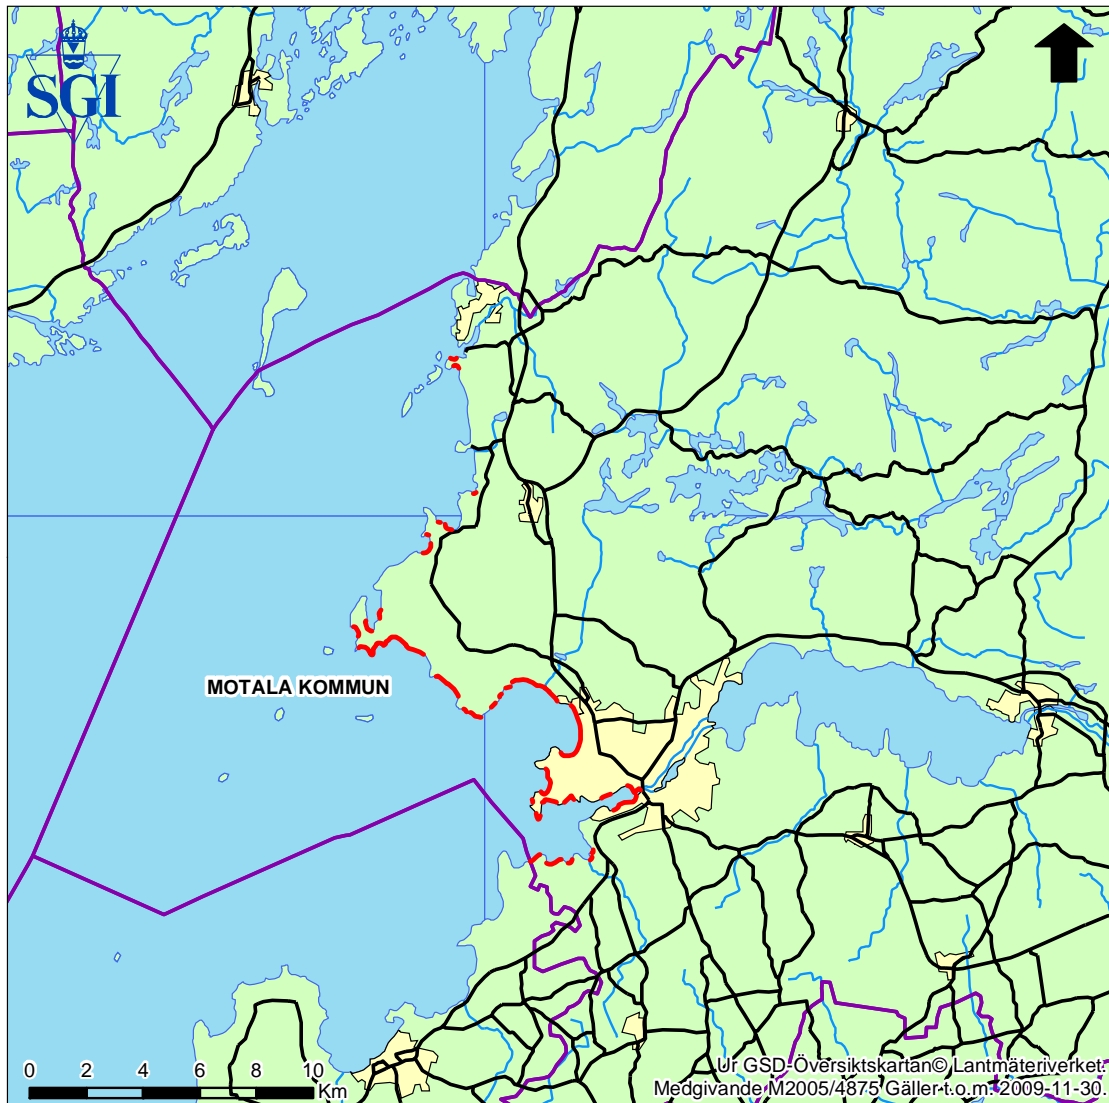 SGI
MOTALA KOMMUN
0 2 4 6 8 10
Km
Ur GSD-Översiktskartan© Lantmäteriverket.
Medgivande M2005/4875 Gäller t.o.m. 2009-11-30.